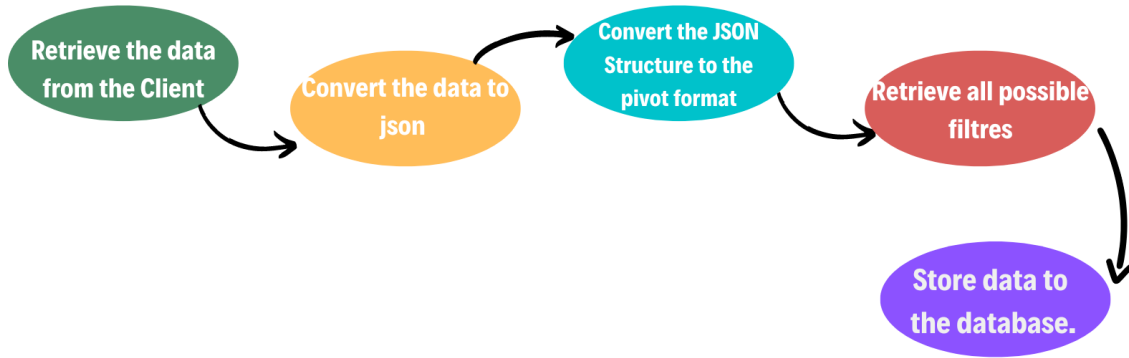 Retrieve the data
from the Client
Convert the data to
json
Convert the JSON
Structure to the
pivot format
Retrieve all possible
filtres
Store data to
the database.